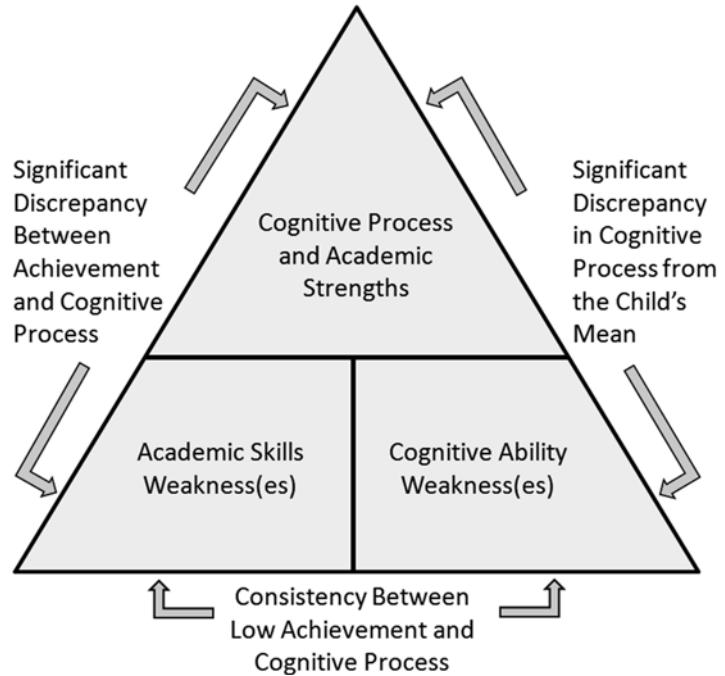 Significant
Discrepancy
Between
Achievement
and Cognitive
Process
Cognitive Process
and Academic
Strengths
Significant
Discrepancy
in Cognitive
Process from
the Child's
Mean
Academic Skills
Weakness(es)
Cognitive Ability
Weakness(es)
Consistency Between
Low Achievement and
Cognitive Process